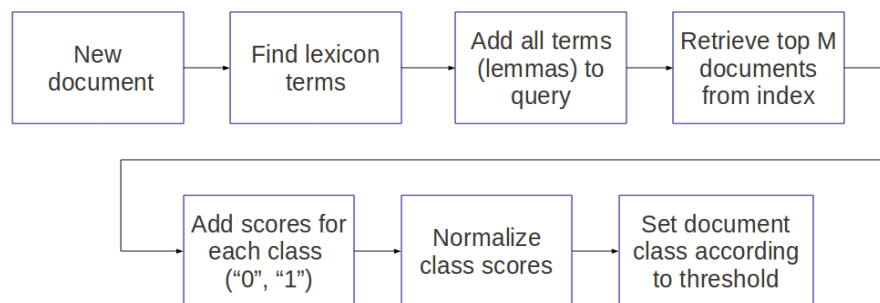 New
document
Find lexicon
terms
Add all terms
(lemmas) to
query
Retrieve top M
documents
from index
Add scores for
each class
(“0”, “1”)
Normalize
class scores
Set document
class according
to threshold